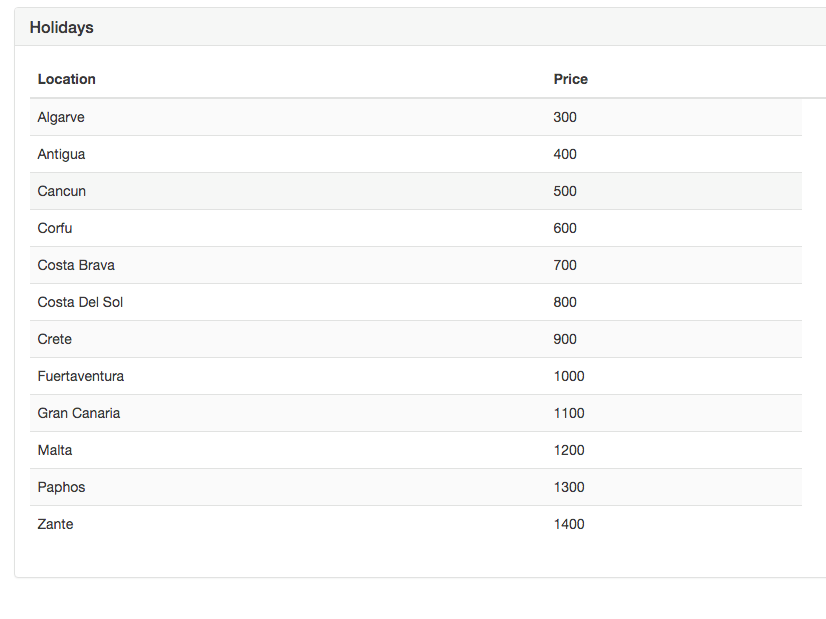 Holidays
Location Price
Algarve 300
Antigua 400
Cancun 500
Corfu 600
Costa Brava 700
Costa Del Sol 800
Crete 900
Fuertaventura 1000
Gran Canaria 1100
Malta 1200
Paphos 1300
Zante 1400